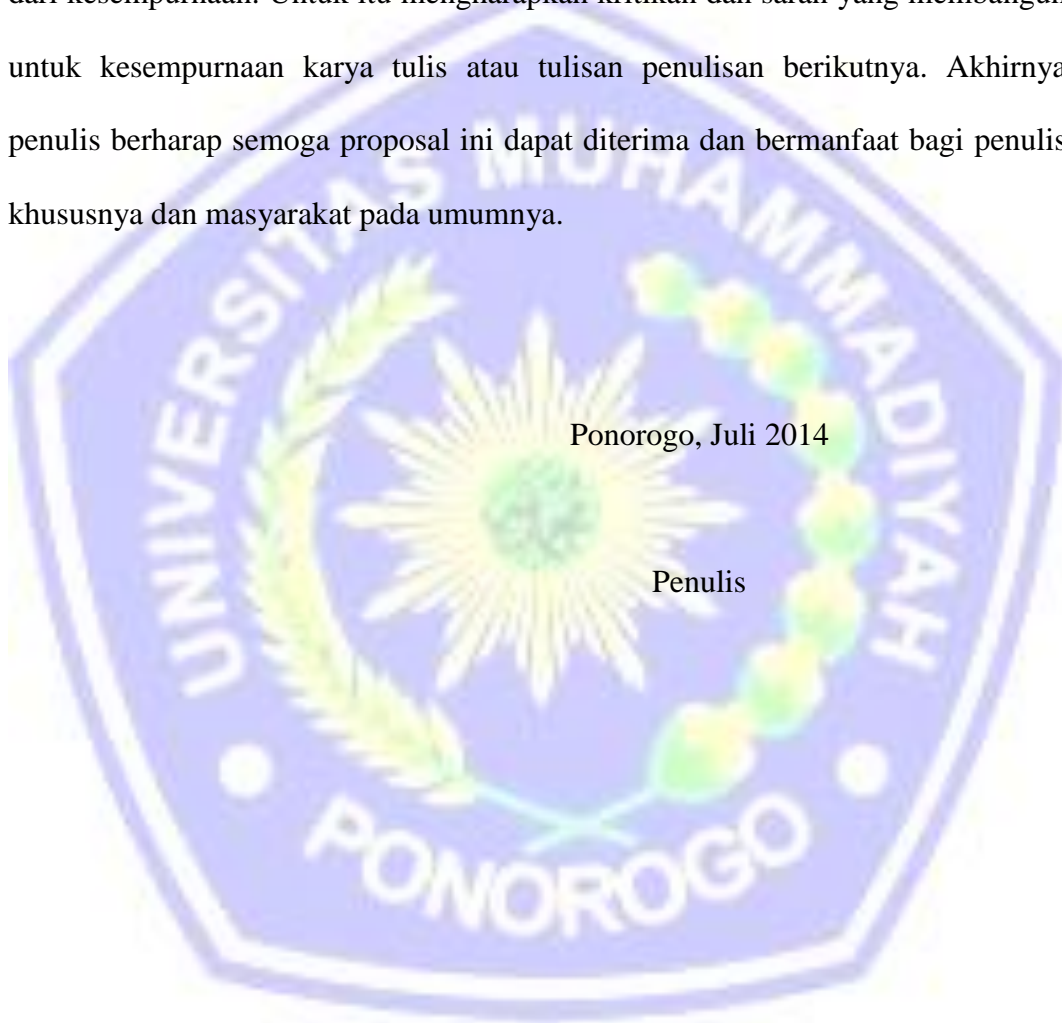 dari kesempurnaan. Untuk itu mengharapkan kritikan dan saran yang membangun
untuk kesempurnaan karya tulis atau tulisan penulisan berikutnya. Akhirnya
penulis berharap semoga proposal ini dapat diterima dan bermanfaat bagi penulis
khususnya dan masyarakat pada umumnya.
UNIVERSITAS MUHAMMADIYAH
Ponorogo, Juli 2014
Penulis
PONOROGO